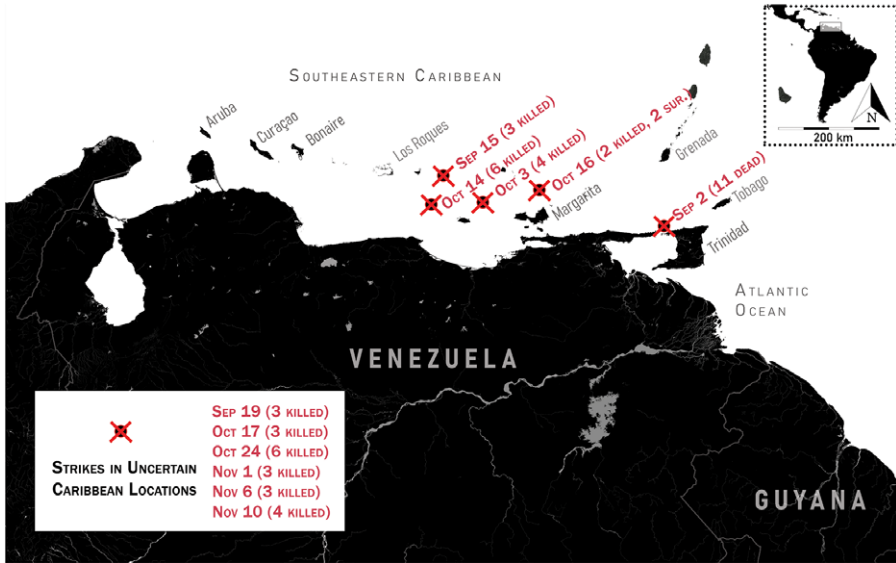 Southeastern Caribbean
Aruba
Curaçao
Bonaire
Los Roques
Sep 15 (3 killed)
Oct 14 (6 killed)
Oct 3 (4 killed)
Oct 16 (2 killed, 2 sur.)
Margarita
Grenada
Sep 2 (11 dead)
Tobago
Trinidad
N
200 km
Atlantic
Ocean
VENEZUELA
GUYANA
Strikes in Uncertain
Caribbean Locations
Sep 19 (3 killed)
Oct 17 (3 killed)
Oct 24 (6 killed)
Nov 1 (3 killed)
Nov 6 (3 killed)
Nov 10 (4 killed)